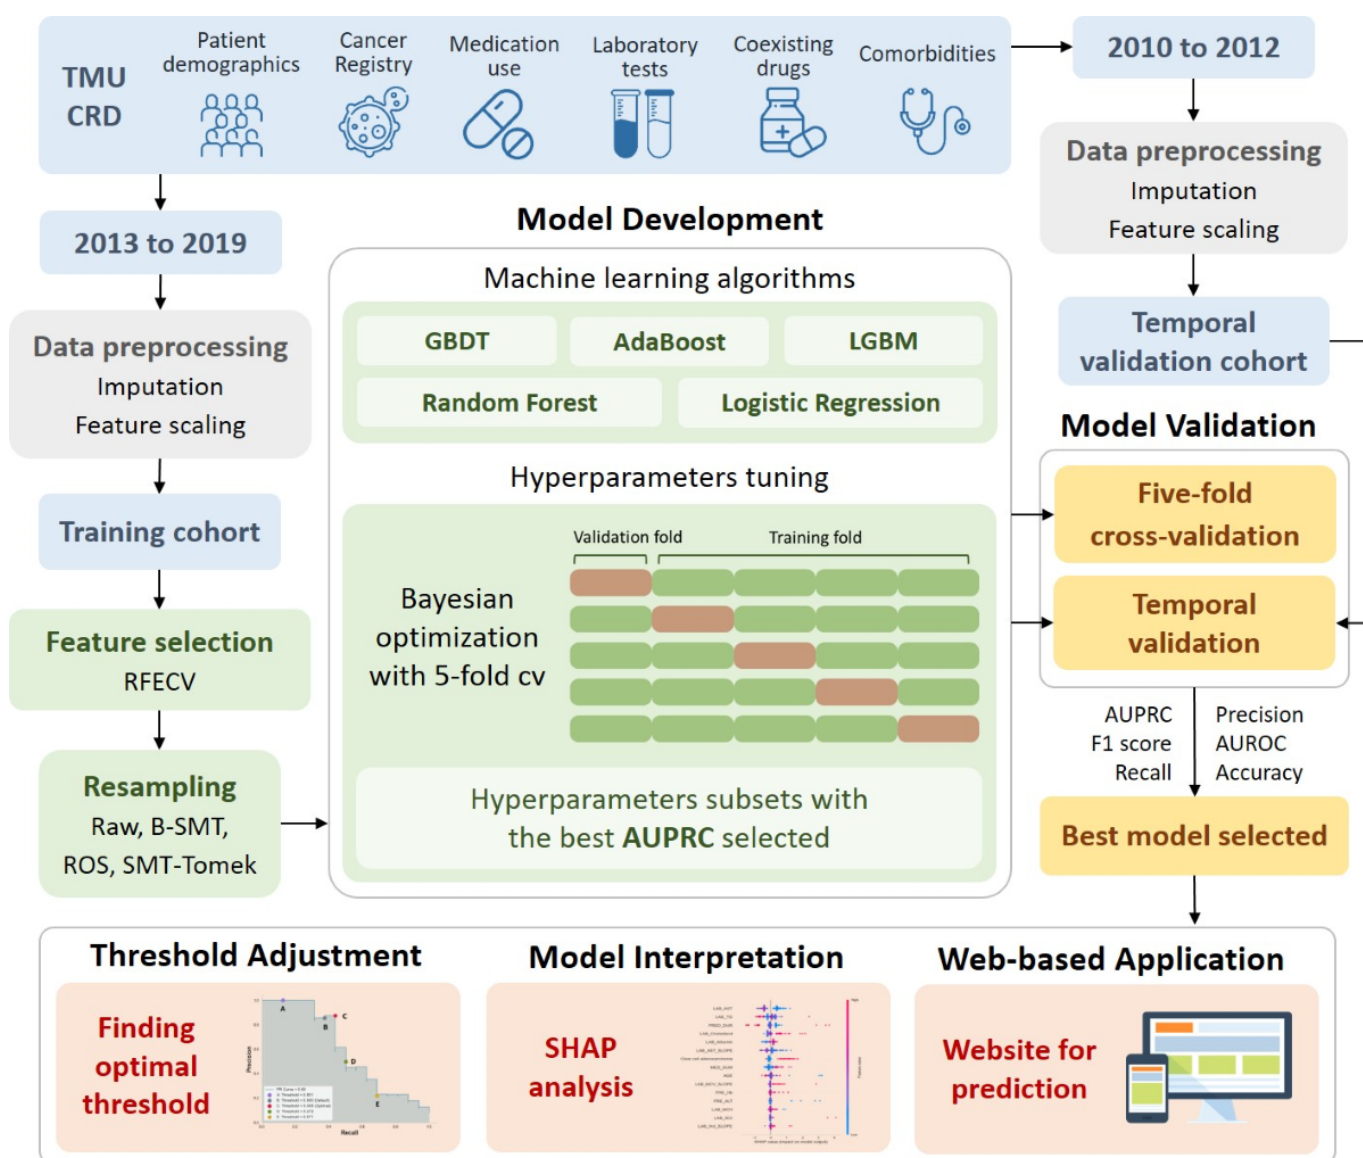 TMU
CRD
Patient
demographics
Cancer
Registry
Medication
use
Laboratory
tests
Coexisting
drugs
Comorbidities
2010 to 2012
Data preprocessing
Imputation
Feature scaling
Temporal
validation cohort
2013 to 2019
Data preprocessing
Imputation
Feature scaling
Training cohort
Feature selection
RFECV
Resampling
Raw, B-SMT,
ROS, SMT-Tomek
Model Development
Machine learning algorithms
GBDT
AdaBoost
LGBM
Random Forest
Logistic Regression
Hyperparameters tuning
Validation fold
Training fold
Bayesian
optimization
with 5-fold cv
Hyperparameters subsets with
the best AUPRC selected
Model Validation
Five-fold
cross-validation
Temporal
validation
AUPRC
F1 score
Recall
Precision
AUROC
Accuracy
Best model selected
Threshold Adjustment
Finding
optimal
threshold
Precision
A
B
C
D
E
Recall
Model Interpretation
SHAP
analysis
Web-based Application
Website for
prediction